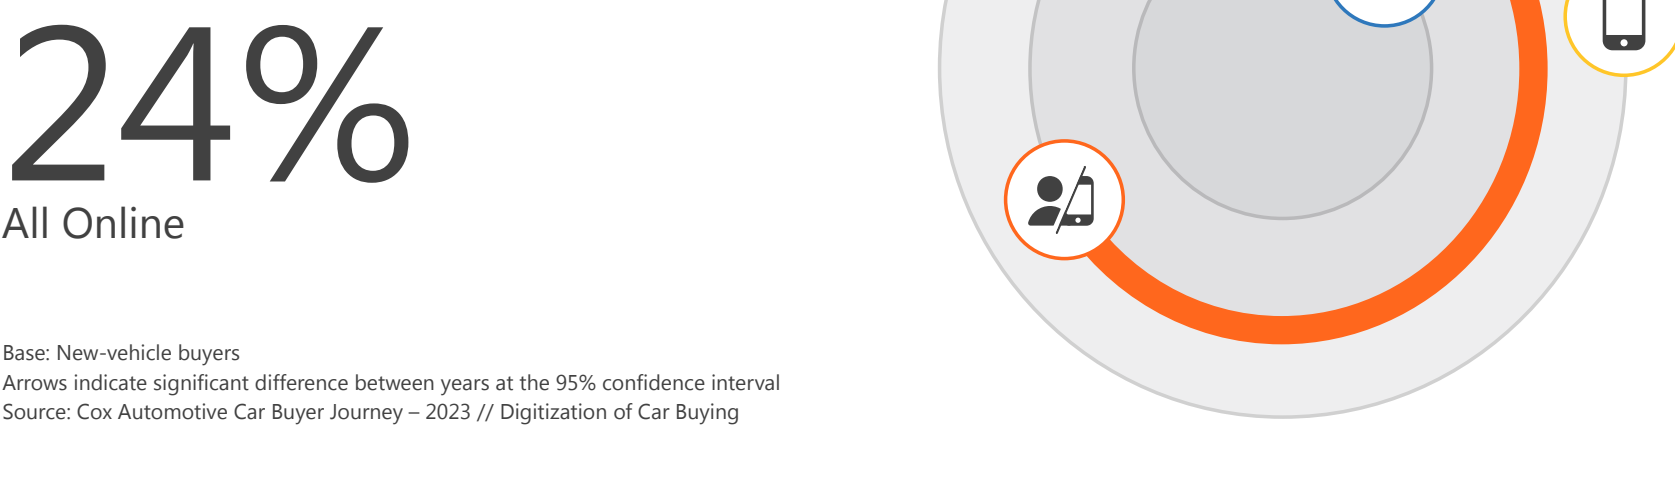 24%
All Online
Base: New-vehicle buyers
Arrows indicate significant difference between years at the 95% confidence interval
Source: Cox Automotive Car Buyer Journey – 2023 // Digitization of Car Buying